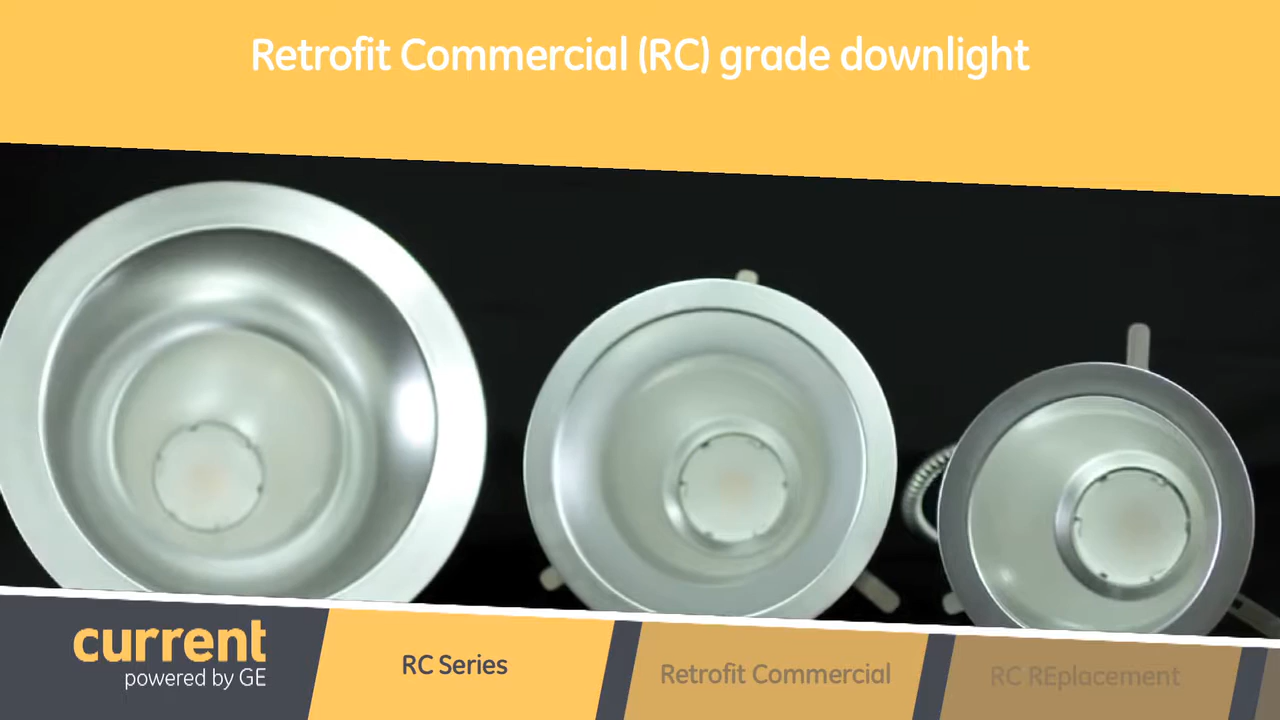 Retrofit Commercial (RC) grade downlight
current
powered by GE
RC Series
Retrofit Commercial
RC REplacement